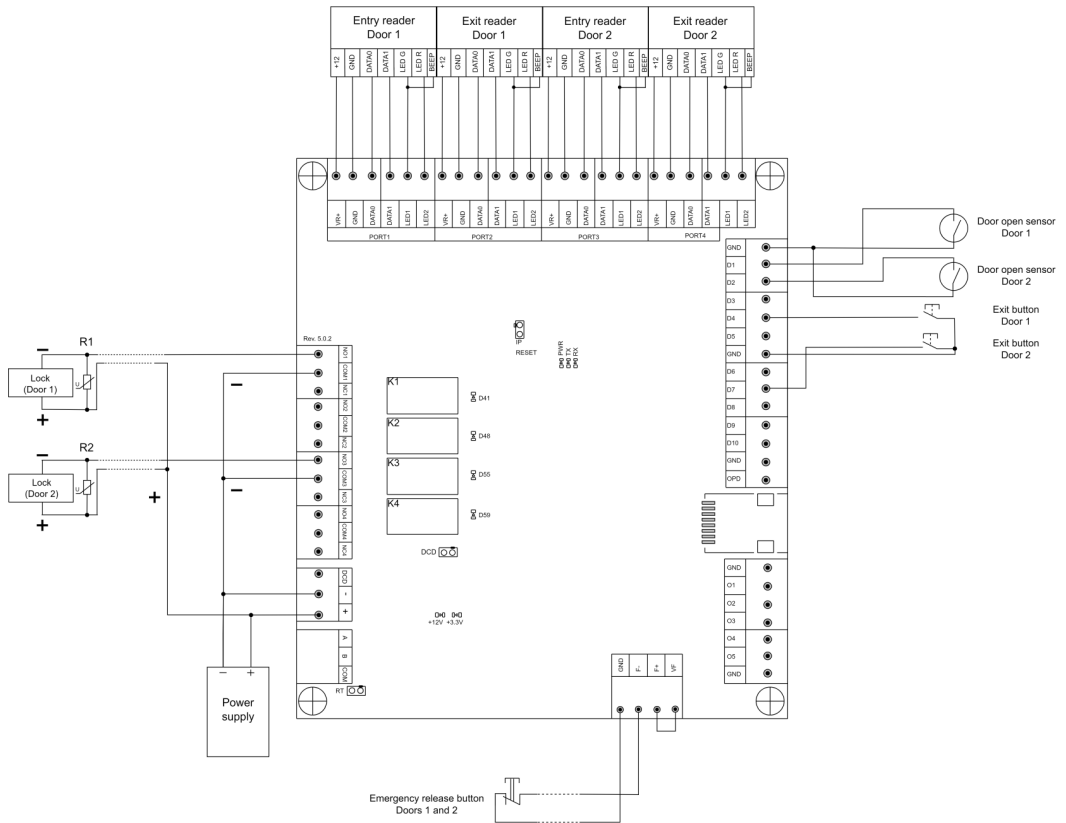 Entry reader
Door 1
Exit reader
Door 1
Entry reader
Door 2
Exit reader
Door 2
+12
GND
DATA0
DATA1
LED G
LED R
BEEP
+12
GND
DATA0
DATA1
LED G
LED R
BEEP
+12
GND
DATA0
DATA1
LED G
LED R
BEEP
+12
GND
DATA0
DATA1
LED G
LED R
BEEP
VR+
GND
DATA0
DATA1
LED1
LED2
VR+
GND
DATA0
DATA1
LED1
LED2
VR+
GND
DATA0
DATA1
LED1
LED2
VR+
GND
DATA0
DATA1
LED1
LED2
PORT1
PORT2
PORT3
PORT4
GND
D1
D2
D3
D4
D5
GND
D6
D7
D8
D9
D10
GND
OPD
Door open sensor
Door 1
Door open sensor
Door 2
Exit button
Door 1
Exit button
Door 2
IP
RESET
PWR
TX
RX
Rev. 5.0.2
NO1
COM1
NC1
NO2
COM2
NC2
NO3
COM3
NC3
NO4
COM4
NC4
DCD
-
+
A
B
COM
K1
D41
K2
D48
K3
D55
K4
D59
DCD
+12V +3.3V
RT
R1
–
Lock
(Door 1)
U
+
–
R2
–
Lock
(Door 2)
U
+
+
–
– +
Power
supply
GND
O1
O2
O3
O4
O5
GND
GND
F-
F+
VF
Emergency release button
Doors 1 and 2